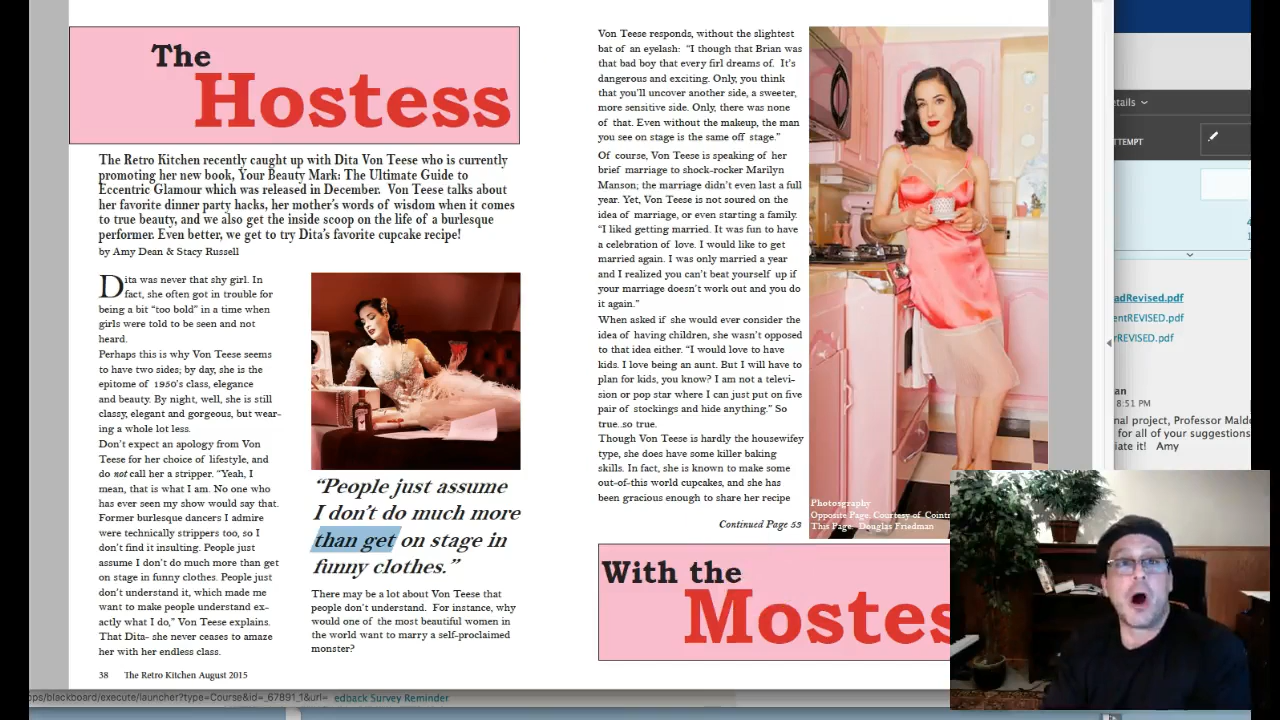 The
Hostess
The Retro Kitchen recently caught up with Dita Von Teese who is currently
promoting her new book, Your Beauty Mark: The Ultimate Guide to
Eccentric Glamour which was released in December.  Von Teese talks about
her favorite dinner party hacks, her mother's words of wisdom when it comes
to true beauty, and we also get the inside scoop on the life of a burlesque
performer. Even better, we get to try Dita's favorite cupcake recipe!
by Amy Dean & Stacy Russell
Dita was never that shy girl. In
fact, she often got in trouble for
being a bit "too bold" in a time when
girls were told to be seen and not
heard.
Perhaps this is why Von Teese seems
to have two sides; by day, she is the
epitome of 1950's class, elegance
and beauty. By night, well, she is still
classy, elegant and gorgeous, but wear-
ing a whole lot less.
Don't expect an apology from Von
Teese for her choice of lifestyle, and
do not call her a stripper. "Yeah, I
mean, that is what I am. No one who
has ever seen my show would say that.
Former burlesque dancers I admire
were technically strippers too, so I
don't find it insulting. People just
assume I don't do much more than get
on stage in funny clothes. People just
don't understand it, which made me
want to make people understand ex-
actly what I do," Von Teese explains.
That Dita- she never ceases to amaze
her with her endless class.
38 The Retro Kitchen August 2015
"People just assume
I don't do much more
than get on stage in
funny clothes."
There may be a lot about Von Teese that
people don't understand.  For instance, why
would one of the most beautiful women in
the world want to marry a self-proclaimed
monster?
Von Teese responds, without the slightest
bat of an eyelash: "I though that Brian was
that bad boy that every firl dreams of.  It's
dangerous and exciting. Only, you think
that you'll uncover another side, a sweeter,
more sensitive side. Only, there was none
of that. Even without the makeup, the man
you see on stage is the same off stage."
Of course, Von Teese is speaking of her
brief marriage to shock-rocker Marilyn
Manson; the marriage didn't even last a full
year. Yet, Von Teese is not soured on the
idea of marriage, or even starting a family.
"I liked getting married. It was fun to have
a celebration of love. I would like to get
married again. I was only married a year
and I realized you can't beat yourself up if
your marriage doesn't work out and you do
it again."
When asked if she would ever consider the
idea of having children, she wasn't opposed
to that idea either. "I would love to have
kids. I love being an aunt. But I will have to
plan for kids, you know? I am not a televi-
sion or pop star where I can just put on five
pair of stockings and hide anything." So
true..so true.
Though Von Teese is hardly the housewifey
type, she does have some killer baking
skills. In fact, she is known to make some
out-of-this world cupcakes, and she has
been gracious enough to share her recipe
Continued Page 53
Photosgraphy
Opposite Page, Courtesy of Cointr
This Page:  Douglas Friedman
With the
Mostes
etails
TTEMPT
adRevised.pdf
entREVISED.pdf
rREVISED.pdf
an
8:51 PM
nal project, Professor Maldo
for all of your suggestions
iate it!   Amy
ops/blackboard/execute/launcher?type=Course&id=_67891_1&url=
edback Survey Reminder.